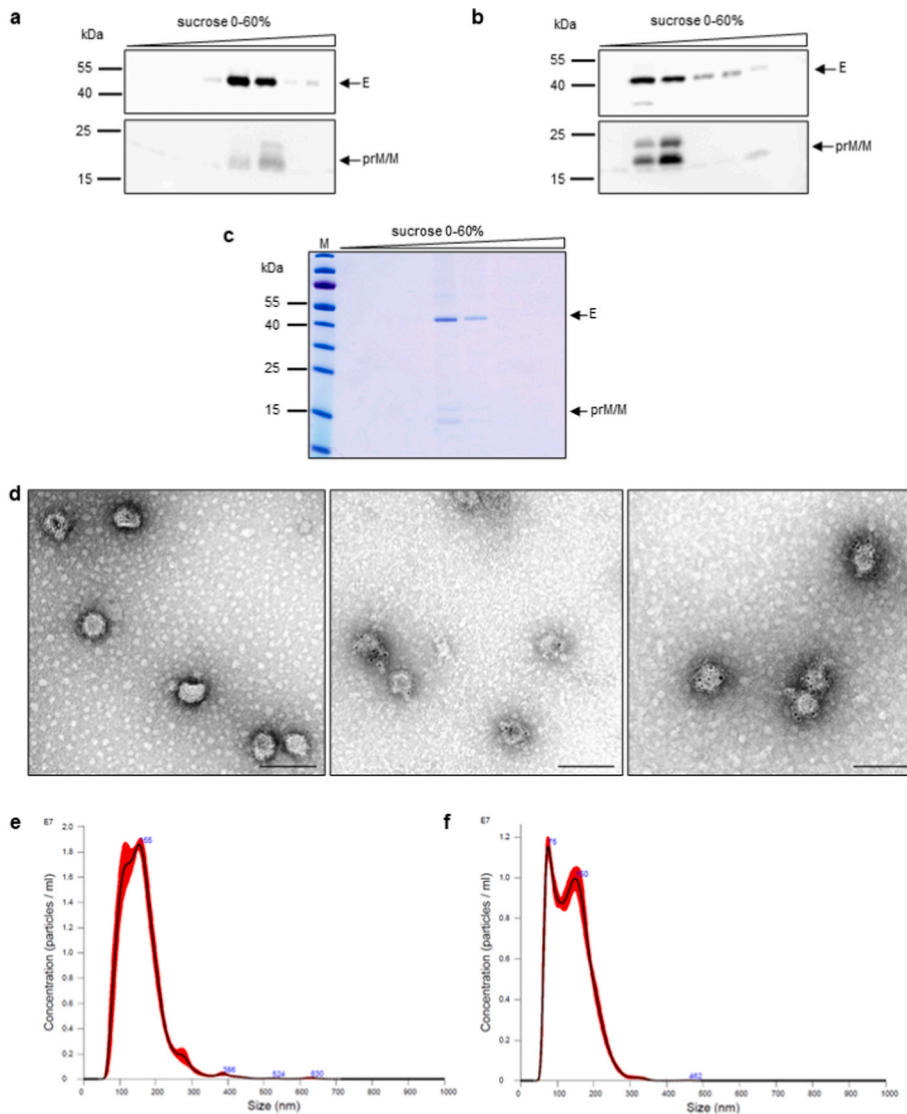 a
sucrose 0-60%
kDa
55
40
E
25
15
prM/M
b
sucrose 0-60%
kDa
55
40
E
25
15
prM/M
c
sucrose 0-60%
M
kDa
55
40
25
15
E
prM/M
d
e
E7
2.0
1.8
1.6
1.4
1.2
1.0
0.8
0.6
0.4
0.2
0
Concentration (particles / ml)
386
524
630
0 100 200 300 400 500 600 700 800 900 1000
Size (nm)
f
E7
1.2
1.0
0.8
0.6
0.4
0.2
0
Concentration (particles / ml)
75
462
0 100 200 300 400 500 600 700 800 900 1000
Size (nm)